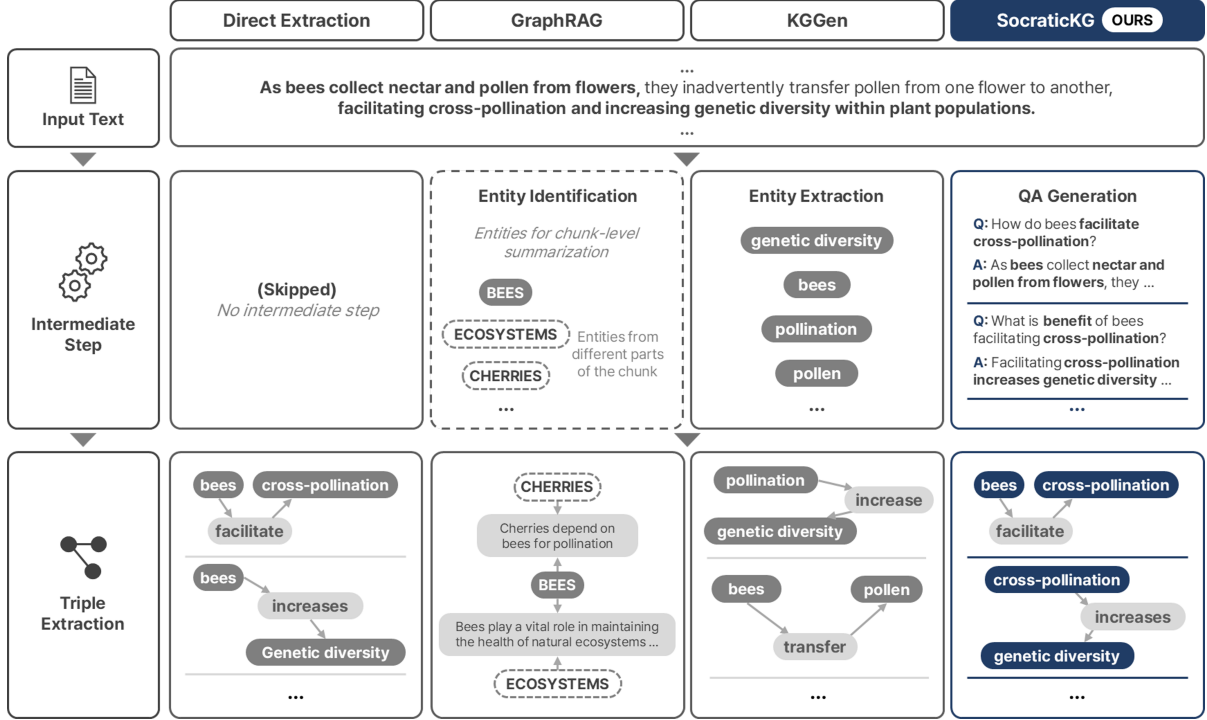 Direct Extraction
GraphRAG
KGGen
SocraticKG OURS
Input Text
...
As bees collect nectar and pollen from flowers, they inadvertently transfer pollen from one flower to another,
facilitating cross-pollination and increasing genetic diversity within plant populations.
...
Intermediate
Step
(Skipped)
No intermediate step
Entity Identification
Entities for chunk-level
summarization
BEES
ECOSYSTEMS
CHERRIES
Entities from
different parts
of the chunk
...
Entity Extraction
genetic diversity
bees
pollination
pollen
...
QA Generation
Q: How do bees facilitate
cross-pollination?
A: As bees collect nectar and
pollen from flowers, they ...
Q: What is benefit of bees
facilitating cross-pollination?
A: Facilitating cross-pollination
increases genetic diversity ...
...
Triple
Extraction
bees
cross-pollination
facilitate
bees
increases
Genetic diversity
...
CHERRIES
Cherries depend on
bees for pollination
BEES
Bees play a vital role in maintaining
the health of natural ecosystems ...
ECOSYSTEMS
pollination
increase
genetic diversity
bees
pollen
transfer
...
bees
cross-pollination
facilitate
cross-pollination
increases
genetic diversity
...